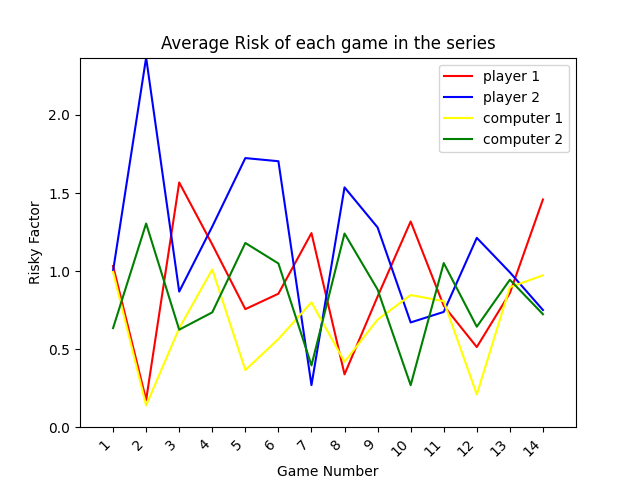 Average Risk of each game in the series
player 1
player 2
computer 1
computer 2
Risky Factor
2.0
1.5
1.0
0.5
0.0
1 2 3 4 5 6 7 8 9 10 11 12 13 14
Game Number